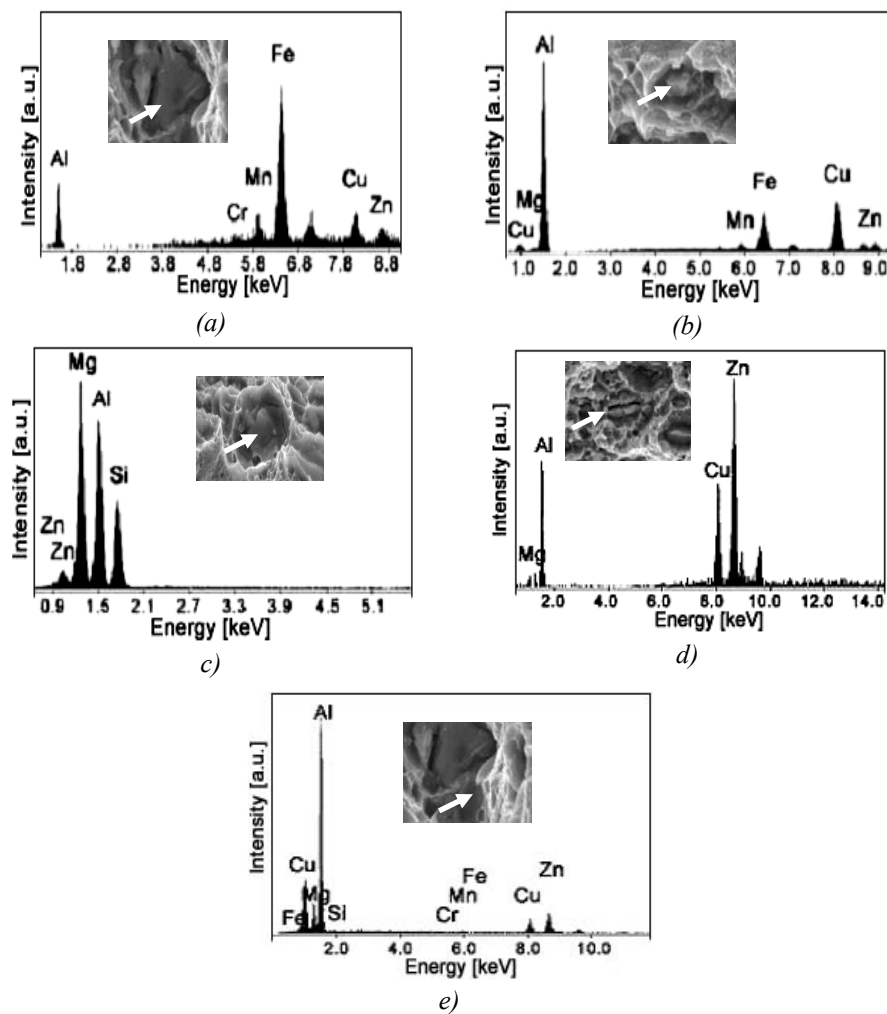 Intensity [a.u.]
Al
Cr
Mn
Fe
Cu
Zn
1.8 2.8 3.8 4.8 5.8 6.8 7.8 8.8
Energy [keV]
(a)
Intensity [a.u.]
Al
Mg
Cu
Mn
Fe
Cu
Zn
1.0 2.0 3.0 4.0 5.0 6.0 7.0 8.0 9.0
Energy [keV]
(b)
Intensity [a.u.]
Mg
Al
Si
Zn
Zn
0.9 1.5 2.1 2.7 3.3 3.9 4.5 5.1
Energy [keV]
c)
Intensity [a.u.]
Zn
Al
Cu
Mg
2.0 4.0 6.0 8.0 10.0 12.0 14.0
Energy [keV]
d)
Intensity [a.u.]
Al
Cu
Mg
Fe
Si
Fe
Mn
Cr
Cu
Zn
2.0 4.0 6.0 8.0 10.0
Energy [keV]
e)